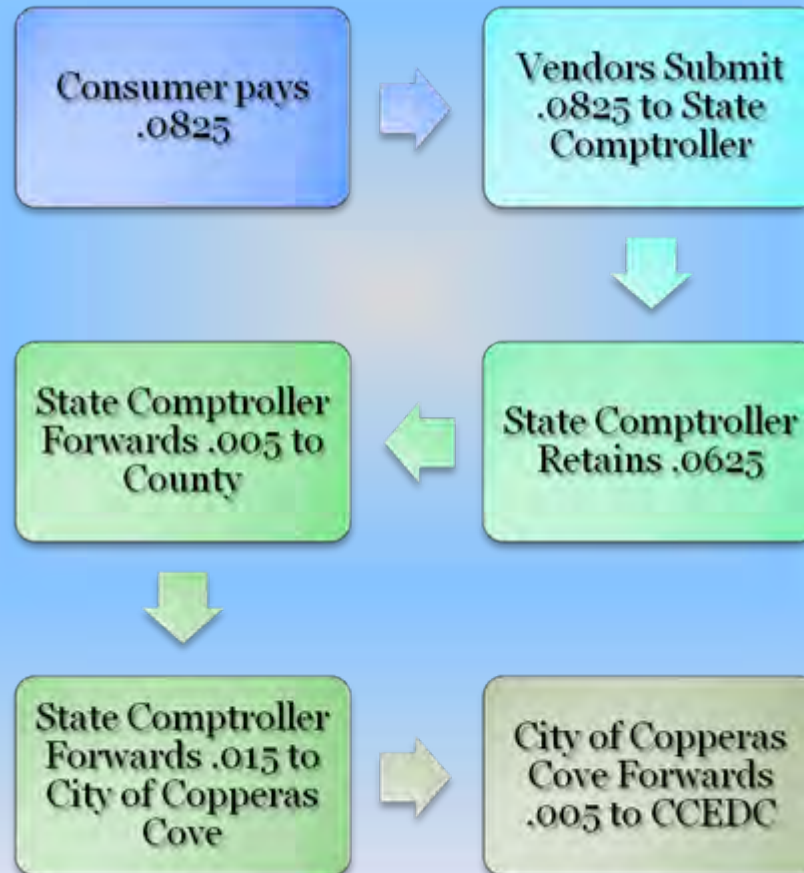 Consumer pays
.0825
Vendors Submit
.0825 to State
Comptroller
State Comptroller
Retains .0625
State Comptroller
Forwards .005 to
County
State Comptroller
Forwards .015 to
City of Copperas
Cove
City of Copperas
Cove Forwards
.005 to CCEDC